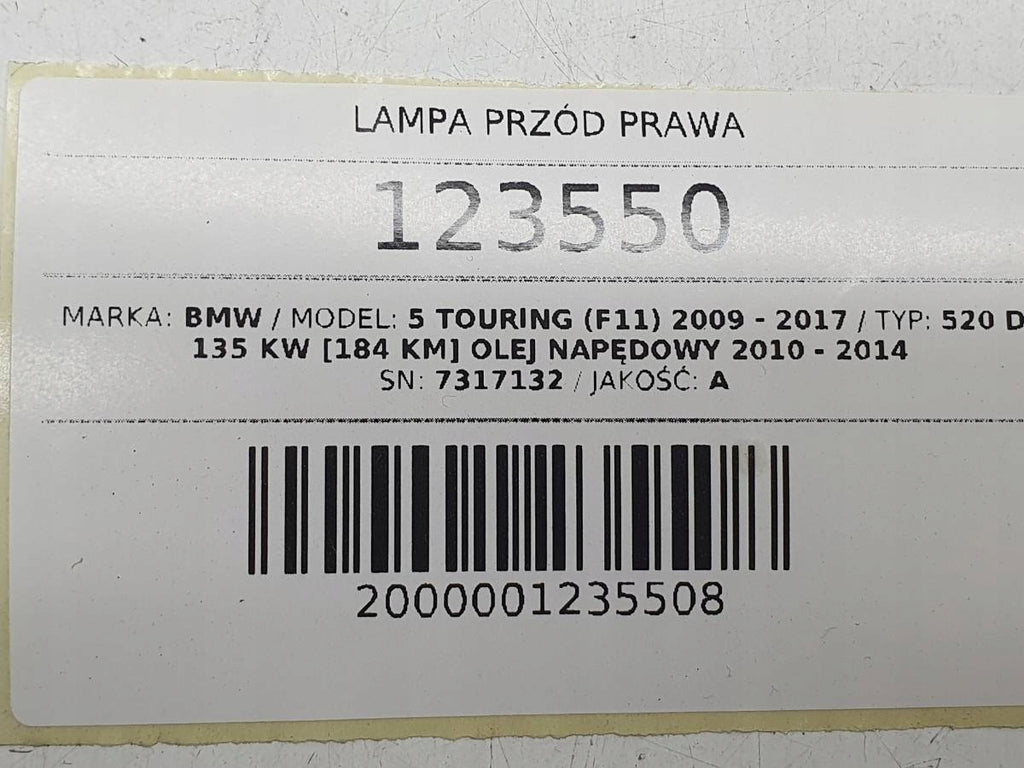 LAMPA PRZÓD PRAWA
123550
MARKA: BMW / MODEL: 5 TOURING (F11) 2009 - 2017 / TYP: 520 D
135 KW [184 KM] OLEJ NAPĘDOWY 2010 - 2014
SN: 7317132 / JAKOŚĆ: A
2000001235508